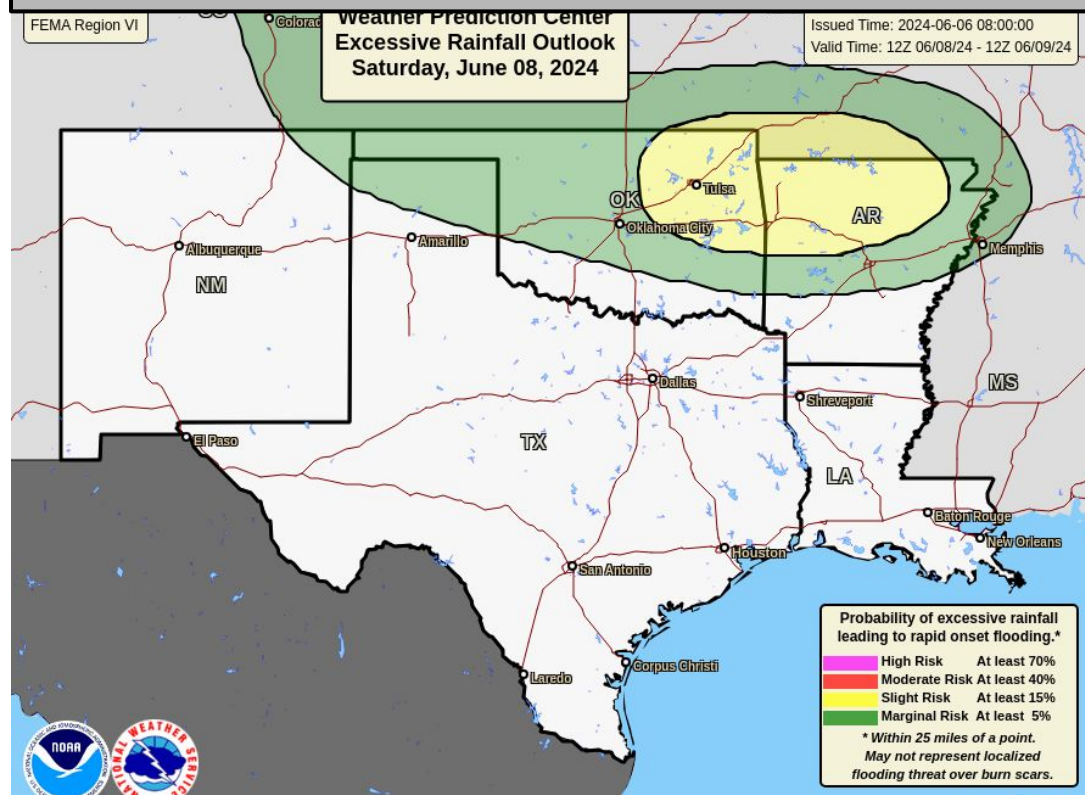 FEMA Region VI
Weather Prediction Center
Excessive Rainfall Outlook
Saturday, June 08, 2024
Issued Time: 2024-06-06 08:00:00
Valid Time: 12Z 06/08/24 - 12Z 06/09/24
CO
Colorad
Tulsa
OK
Oklahoma City
AR
Albuquerque
Amarillo
Memphis
NM
Dallas
Shreveport
MS
El Paso
TX
LA
Baton Rouge
New Orleans
Houston
San Antonio
Corpus Christi
Laredo
Probability of excessive rainfall
leading to rapid onset flooding.*
High Risk At least 70%
Moderate Risk At least 40%
Slight Risk At least 15%
Marginal Risk At least 5%
* Within 25 miles of a point.
May not represent localized
flooding threat over burn scars.
NOAA
NATIONAL WEATHER SERVICE